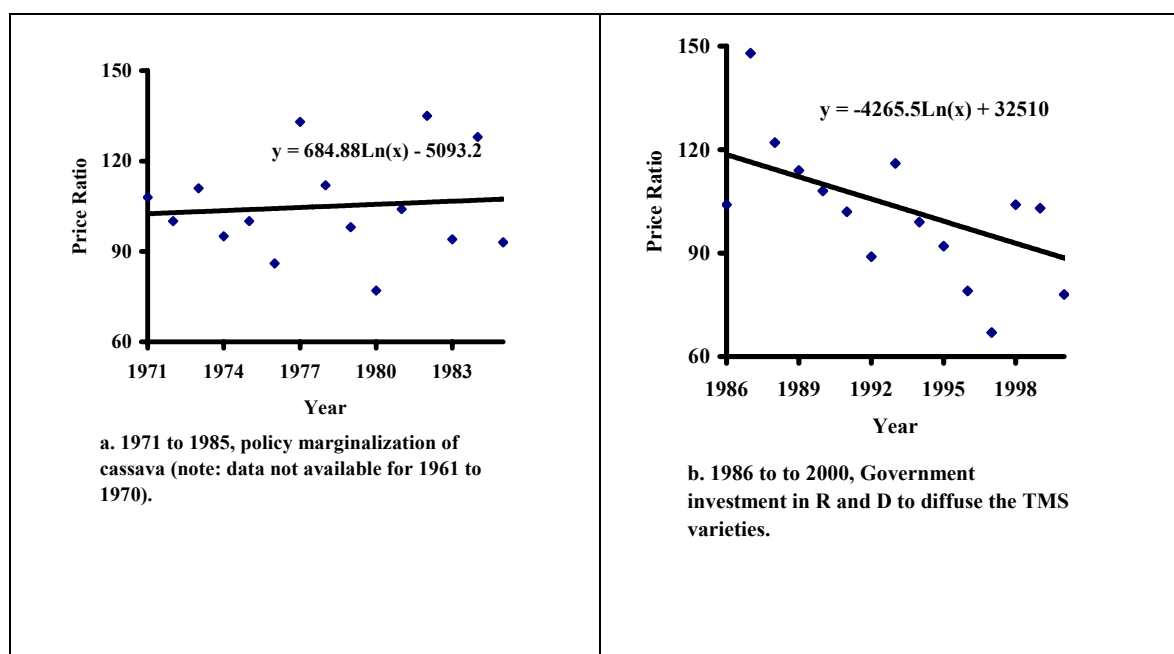 150
120
90
60
Price Ratio
y = 684.88Ln(x) - 5093.2
1971 1974 1977 1980 1983
Year
a. 1971 to 1985, policy marginalization of
cassava (note: data not available for 1961 to
1970).
150
120
90
60
Price Ratio
y = -4265.5Ln(x) + 32510
1986 1989 1992 1995 1998
Year
b. 1986 to to 2000, Government
investment in R and D to diffuse the TMS
varieties.